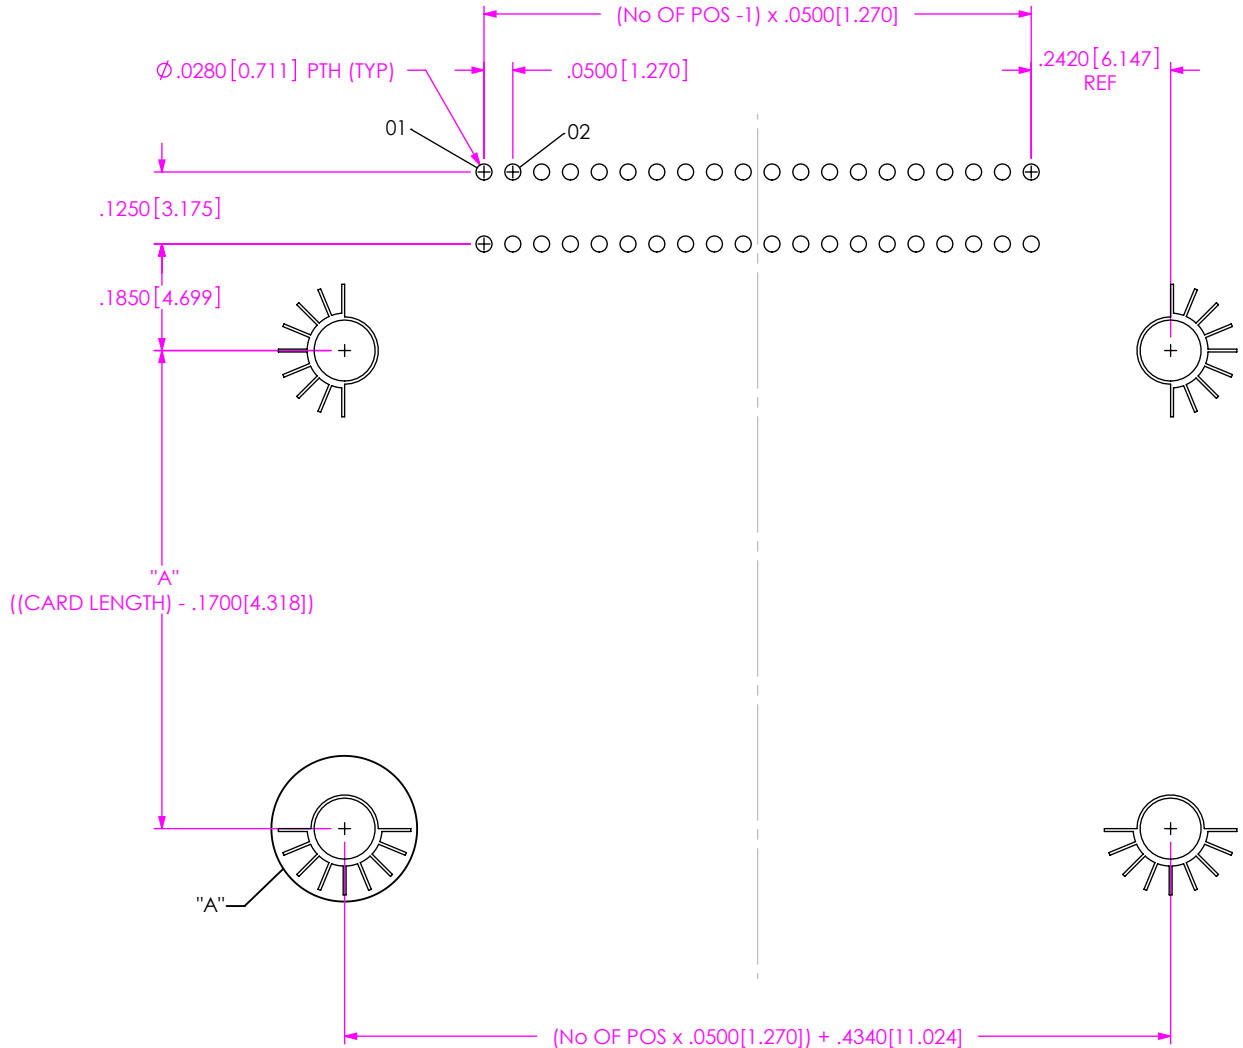 (No OF POS -1) x .0500[1.270]
Ø.0280[0.711] PTH (TYP)
.0500[1.270]
.2420[6.147]
REF
01
02
.1250[3.175]
.1850[4.699]
"A"
((CARD LENGTH) - .1700[4.318])
"A"
(No OF POS x .0500[1.270]) + .4340[11.024]